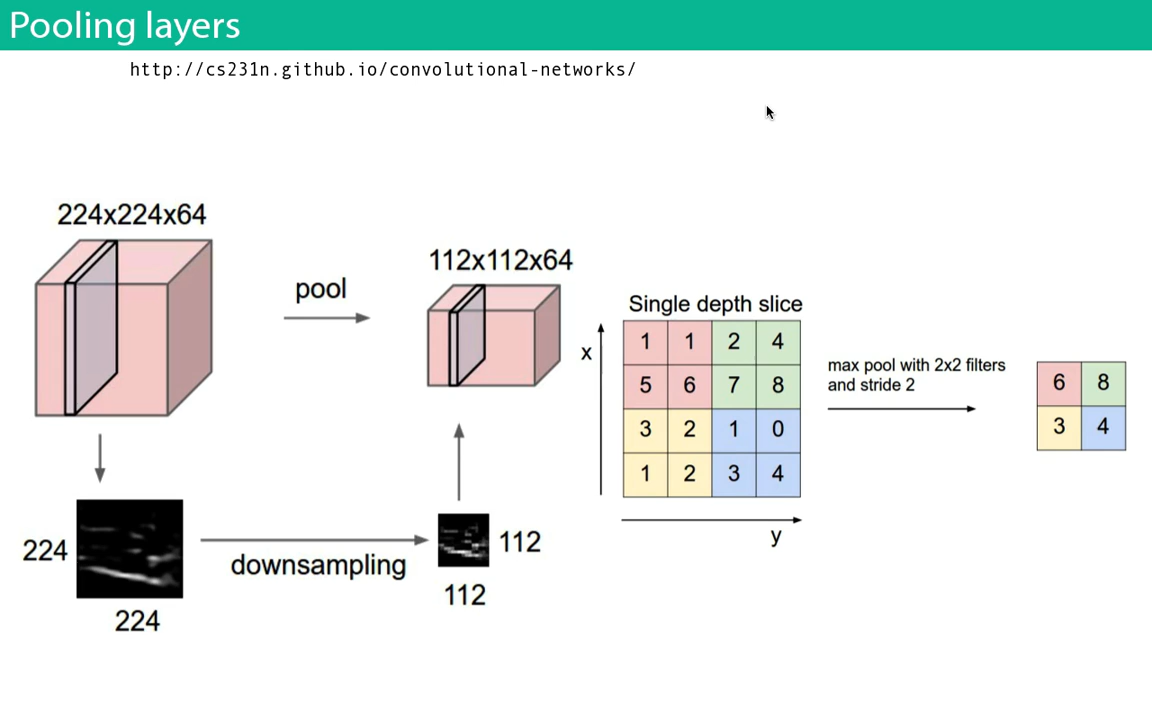 Pooling layers
http://cs231n.github.io/convolutional-networks/
224x224x64
pool
112x112x64
224
224
downsampling
112
112
Single depth slice
x
1 1 2 4
5 6 7 8
3 2 1 0
1 2 3 4
y
max pool with 2x2 filters
and stride 2
6 8
3 4